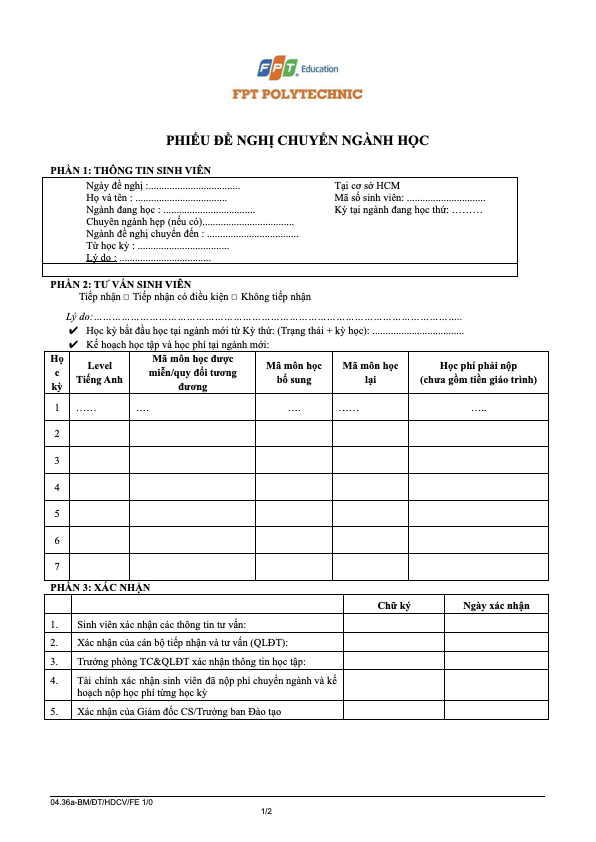 FPT Education
FPT POLYTECHNIC
PHIẾU ĐỀ NGHỊ CHUYỂN NGÀNH HỌC
PHẦN 1: THÔNG TIN SINH VIÊN
Ngày đề nghị :.................................. Tại cơ sở HCM
Họ và tên : .................................. Mã số sinh viên: .............................
Ngành đang học : .................................. Kỳ tại ngành đang học thứ: ………
Chuyên ngành hẹp (nếu có)..................................
Ngành đề nghị chuyển đến : ..................................
Từ học kỳ : ..................................
Lý do : ..................................
PHẦN 2: TƯ VẤN SINH VIÊN
Tiếp nhận □ Tiếp nhận có điều kiện □ Không tiếp nhận
Lý do:…………………………………………………………………………………..
✔ Học kỳ bắt đầu học tại ngành mới từ Kỳ thứ: (Trạng thái + kỳ học): ..................................
✔ Kế hoạch học tập và học phí tại ngành mới:
Họ
c
kỳ
Level
Tiếng Anh
Mã môn học được
miễn/quy đổi tương
đương
Mã môn học
bổ sung
Mã môn học
lại
Học phí phải nộp
(chưa gồm tiền giáo trình)
1 …… …. …. …… …..
2
3
4
5
6
7
PHẦN 3: XÁC NHẬN
Chữ ký Ngày xác nhận
1. Sinh viên xác nhận các thông tin tư vấn:
2. Xác nhận của cán bộ tiếp nhận và tư vấn (QLĐT):
3. Trưởng phòng TC&QLĐT xác nhận thông tin học tập:
4. Tài chính xác nhận sinh viên đã nộp phí chuyển ngành và kế
hoạch nộp học phí từng học kỳ
5. Xác nhận của Giám đốc CS/Trưởng ban Đào tạo
04.36a-BM/ĐT/HDCV/FE 1/0
1/2